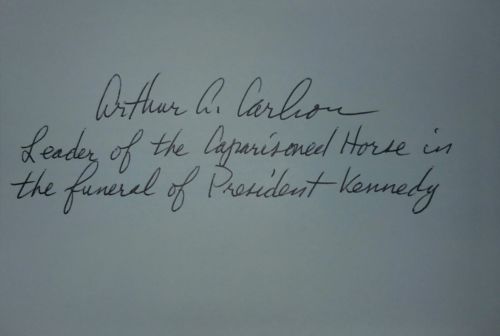 Arthur A. Carlson
Leader of the Caparisoned Horse in
the funeral of President Kennedy